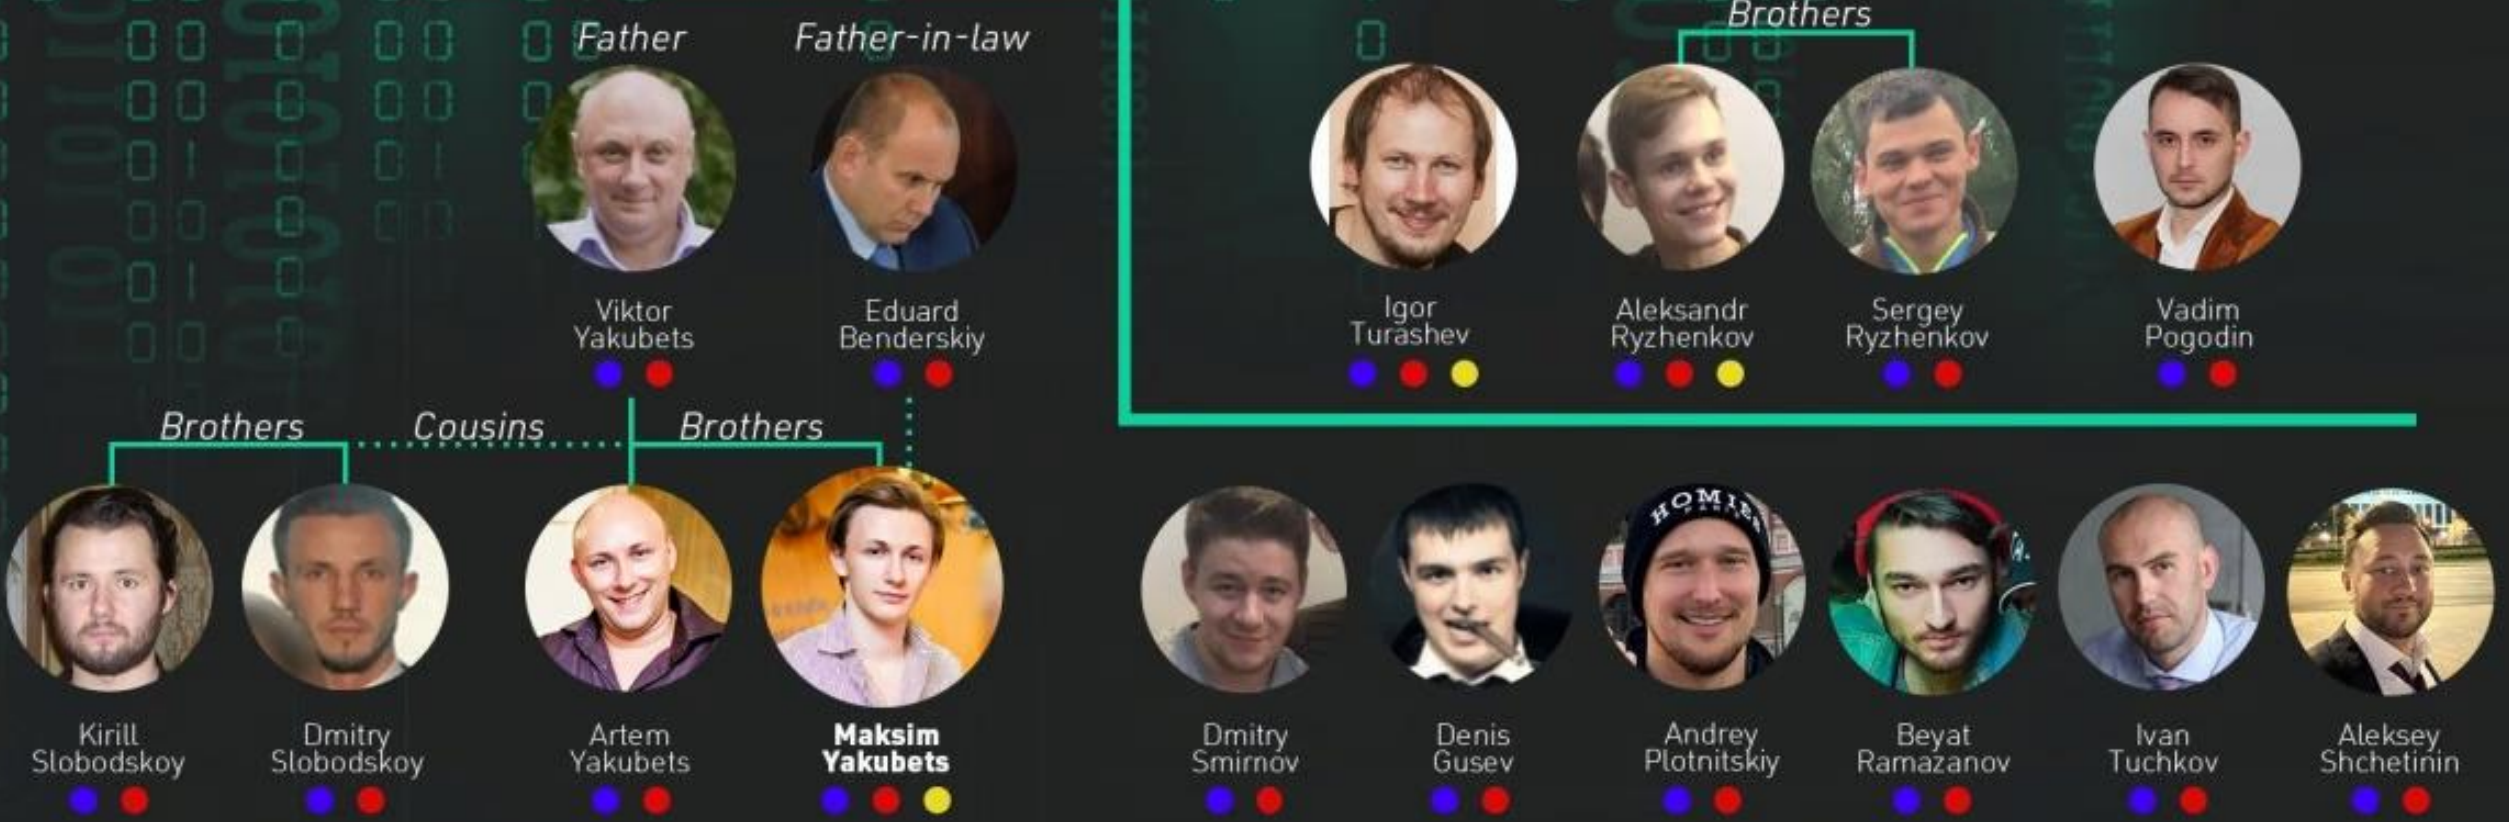 Father
Father-in-law
Brothers
Viktor
Yakubets
Eduard
Benderskiy
Igor
Turashev
Aleksandr
Ryzhenkov
Sergey
Ryzhenkov
Vadim
Pogodin
Brothers
Cousins
Brothers
HOMIES
Kirill
Slobodskoy
Dmitry
Slobodskoy
Artem
Yakubets
Maksim
Yakubets
Dmitry
Smirnov
Denis
Gusev
Andrey
Plotnitskiy
Beyat
Ramazanov
Ivan
Tuchkov
Aleksey
Shchetinin